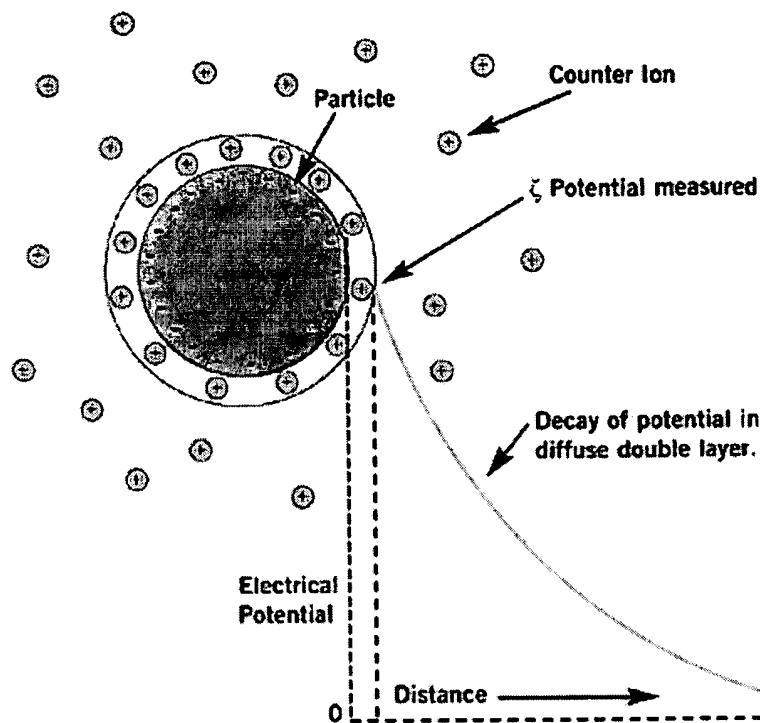 Counter Ion
Particle
ζ Potential measured
Decay of potential in
diffuse double layer.
Electrical
Potential
Distance
0